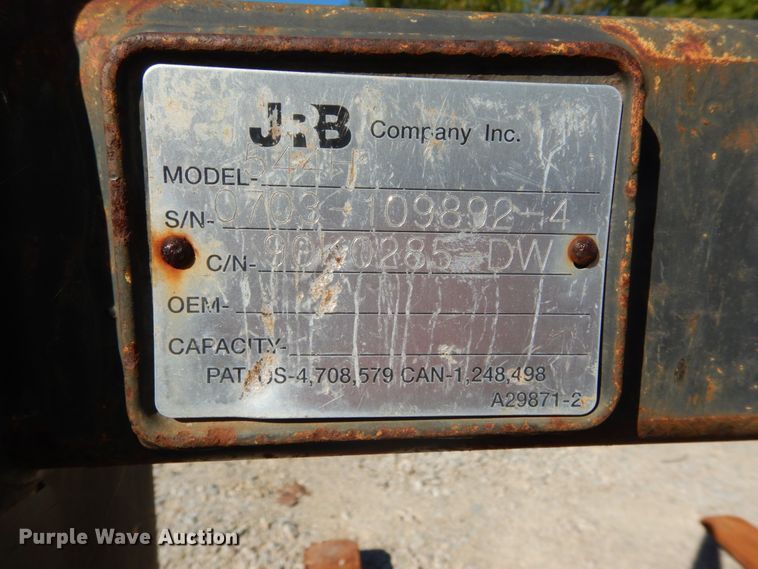 JRB Company Inc.
MODEL- 544H
S/N- 0703-109892-4
C/N- DW
OEM-
CAPACITY-
PAT US-4,708,579 CAN-1,248,498
A29871-2
Purple Wave Auction